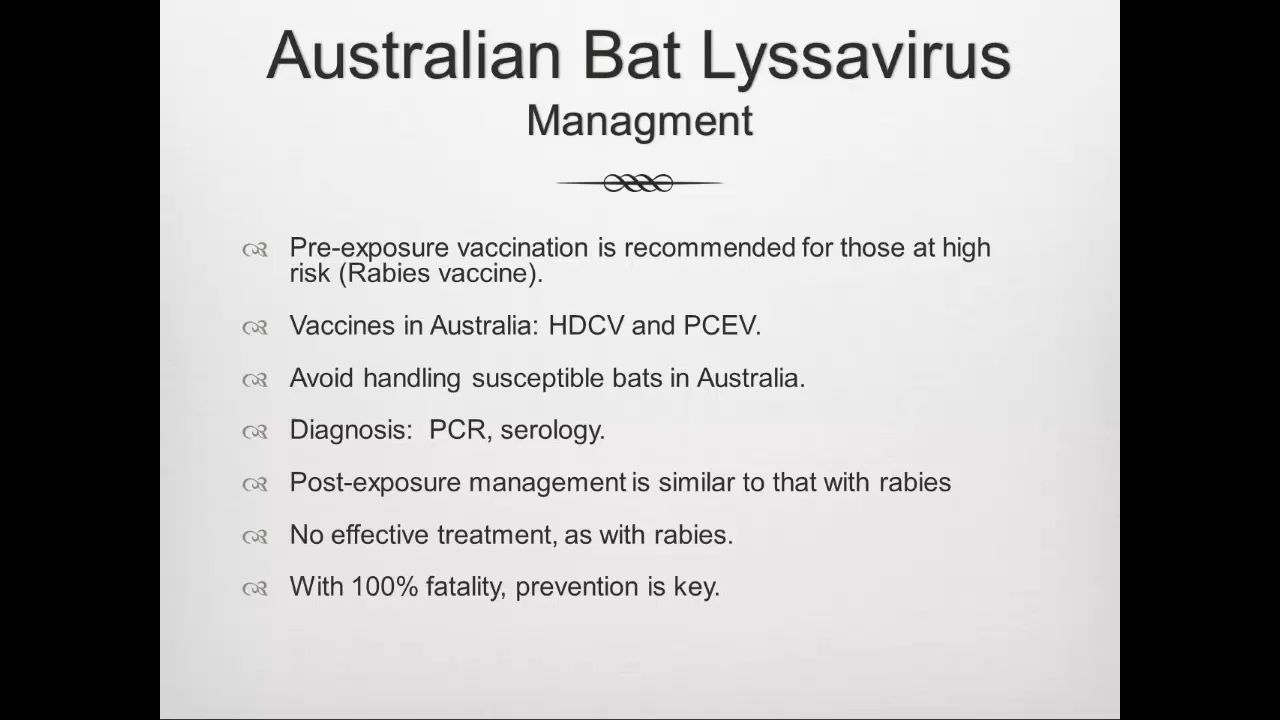 Australian Bat Lyssavirus
Managment
Pre-exposure vaccination is recommended for those at high
risk (Rabies vaccine).
Vaccines in Australia: HDCV and PCEV.
Avoid handling susceptible bats in Australia.
Diagnosis: PCR, serology.
Post-exposure management is similar to that with rabies
No effective treatment, as with rabies.
With 100% fatality, prevention is key.